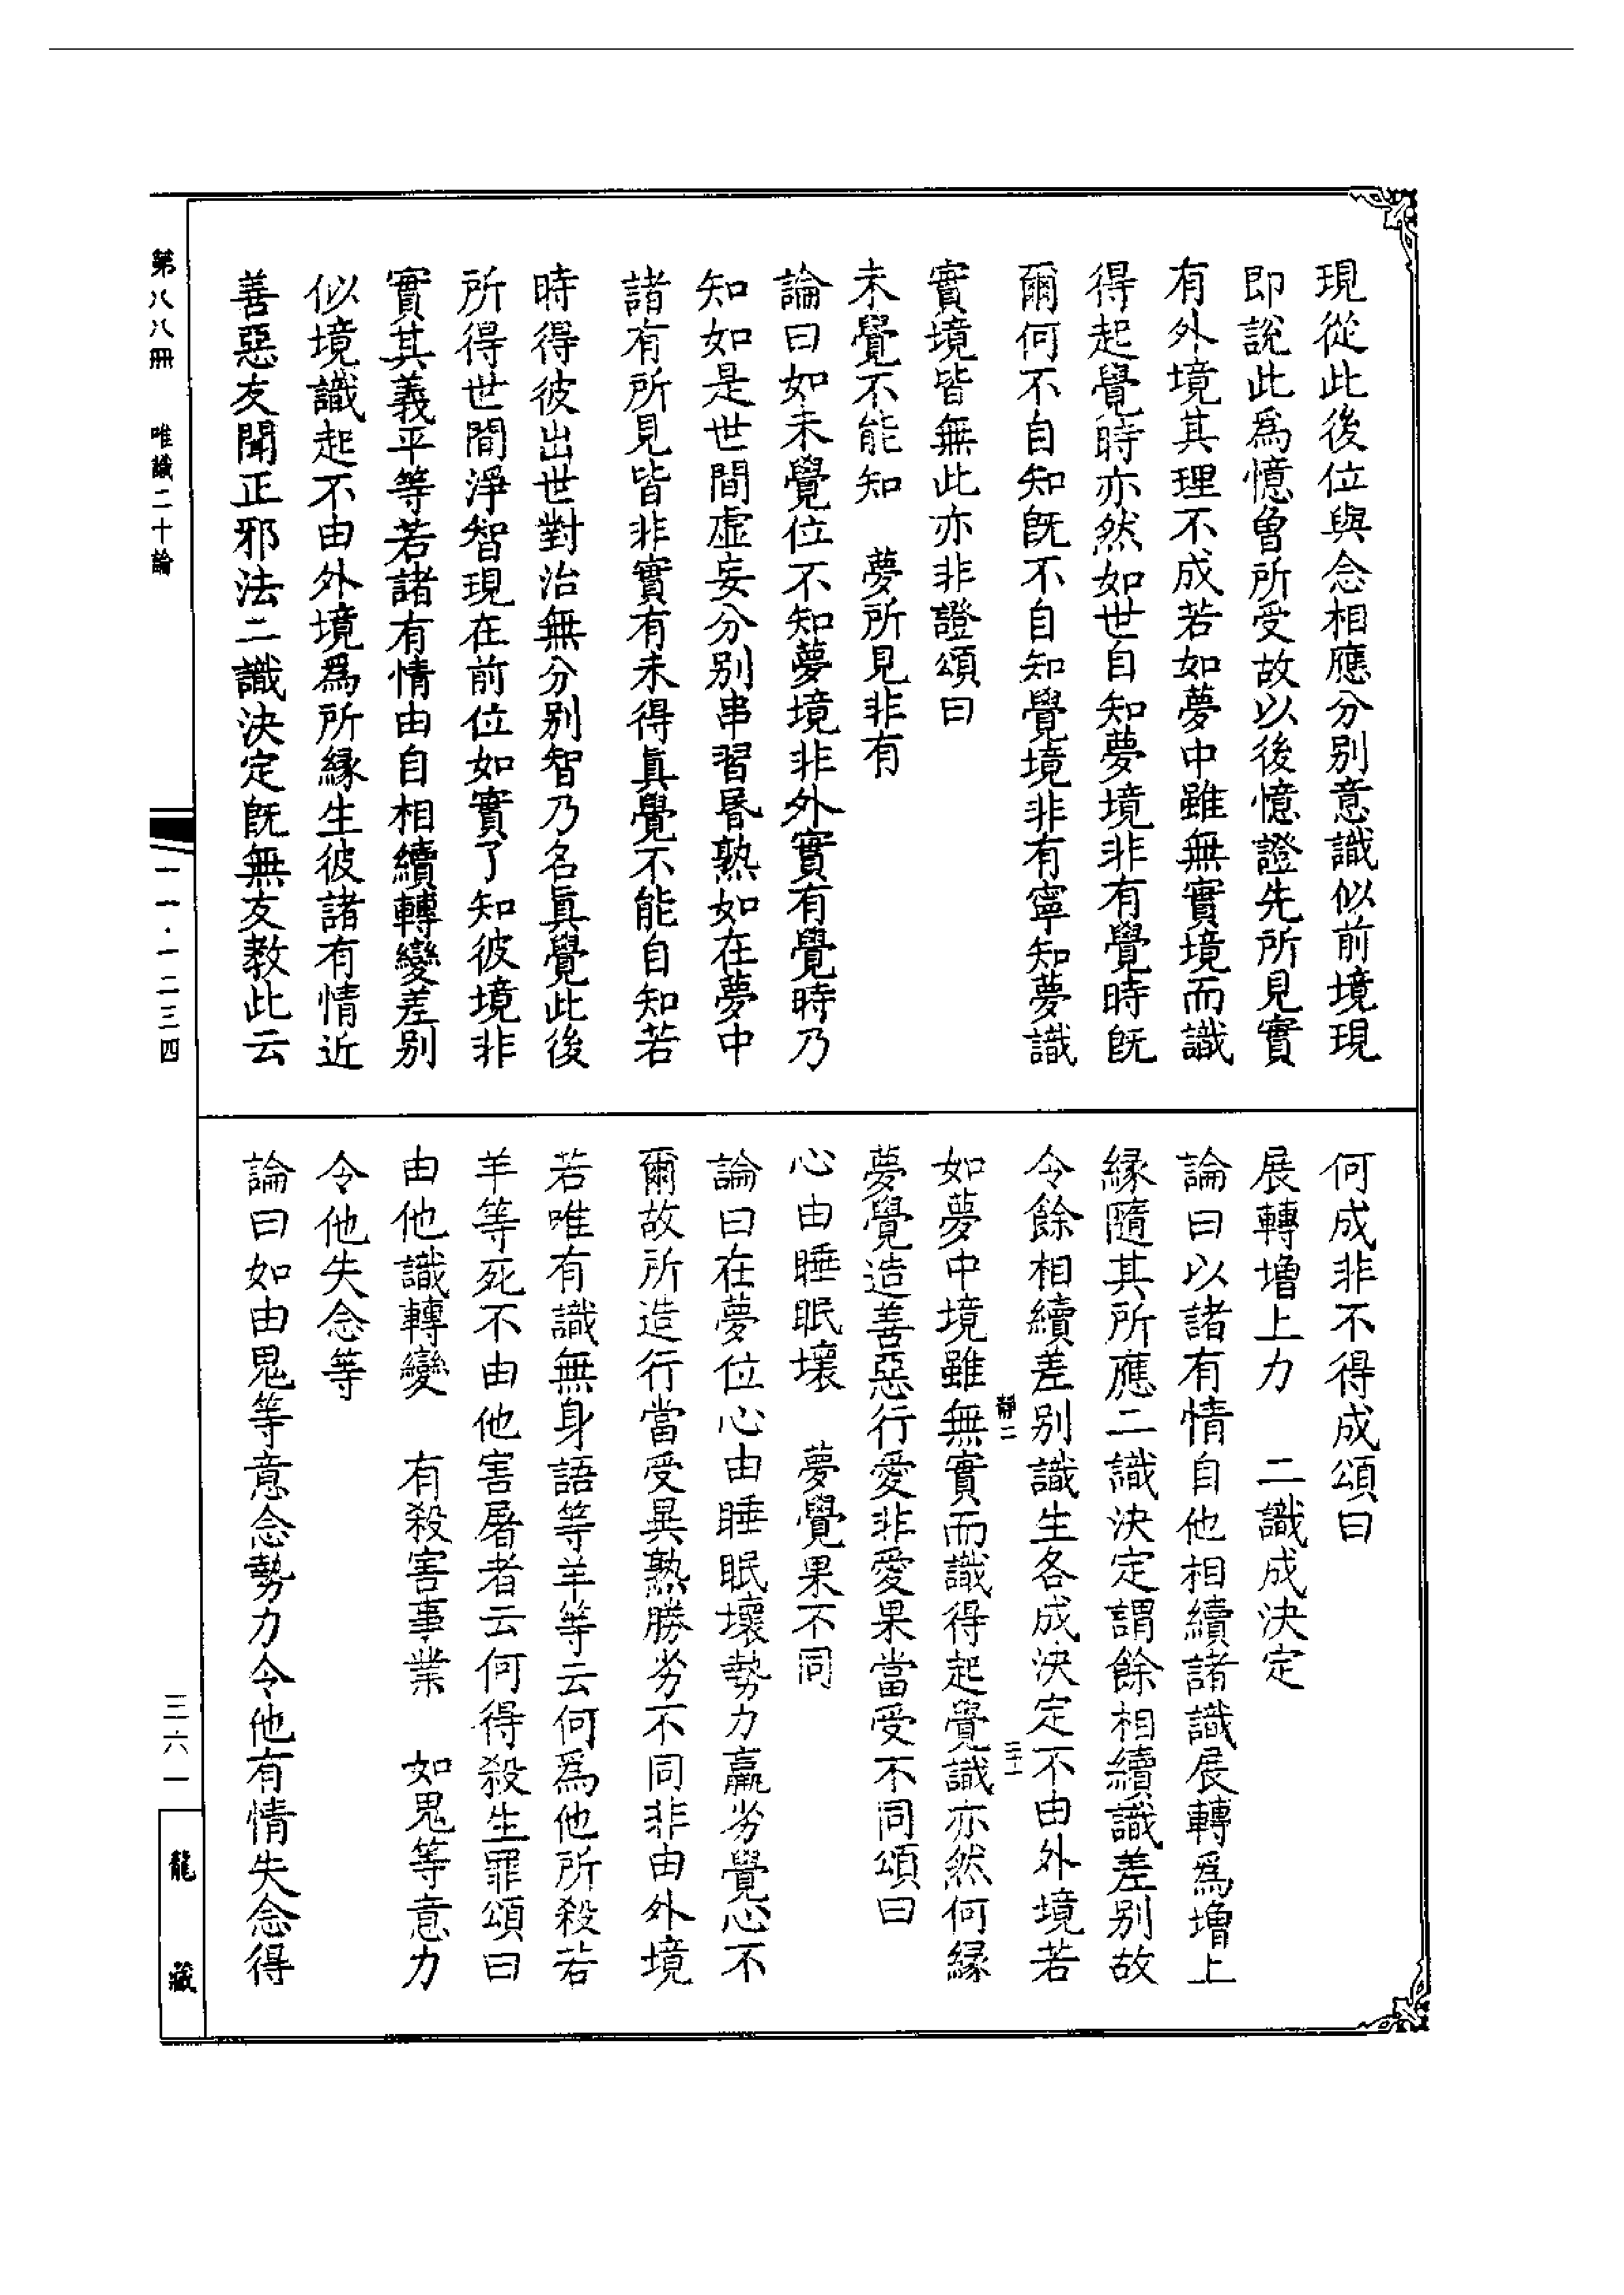 現從此後位與念相應分別意識似前境現
即說此爲憶曾所受故以後憶證先所見實
有外境其理不成若如夢中雖無實境而識
得起覺時亦然如世自知夢境非有覺時既
爾何不自知既不自知覺境非有寧知夢識
實境皆無此亦非證頌曰
未覺不能知　夢所見非有
論曰如未覺位不知夢境非外實有覺時乃
知如是世間虛妄分別串習昬熟如在夢中
諸有所見皆非實有未得眞覺不能自知若
時得彼出世對治無分別智乃名眞覺此後
所得世間淨智現在前位如實了知彼境非
實其義平等若諸有情由自相續轉變差別
似境識起不由外境爲所緣生彼諸有情近
善惡友聞正邪法二識決定既無友教此云
何成非不得成頌曰
展轉增上力　二識成決定
論曰以諸有情自他相續諸識展轉爲增上
緣隨其所應二識決定謂餘相續識差別故
令餘相續差別識生各成決定不由外境若
靜二
三十一
如夢中境雖無實而識得起覺識亦然何緣
夢覺造善惡行愛非愛果當受不同頌曰
心由睡眠壞　夢覺果不同
論曰在夢位心由睡眠壞勢力羸劣覺心不
爾故所造行當受異熟勝劣不同非由外境
若唯有識無身語等羊等云何爲他所殺若
羊等死不由他害屠者云何得殺生罪頌曰
由他識轉變　有殺害事業　如鬼等意力
令他失念等
論曰如由鬼等意念勢力令他有情失念得
第八八冊　唯識二十論
一一·一二三四
三六一
龍藏